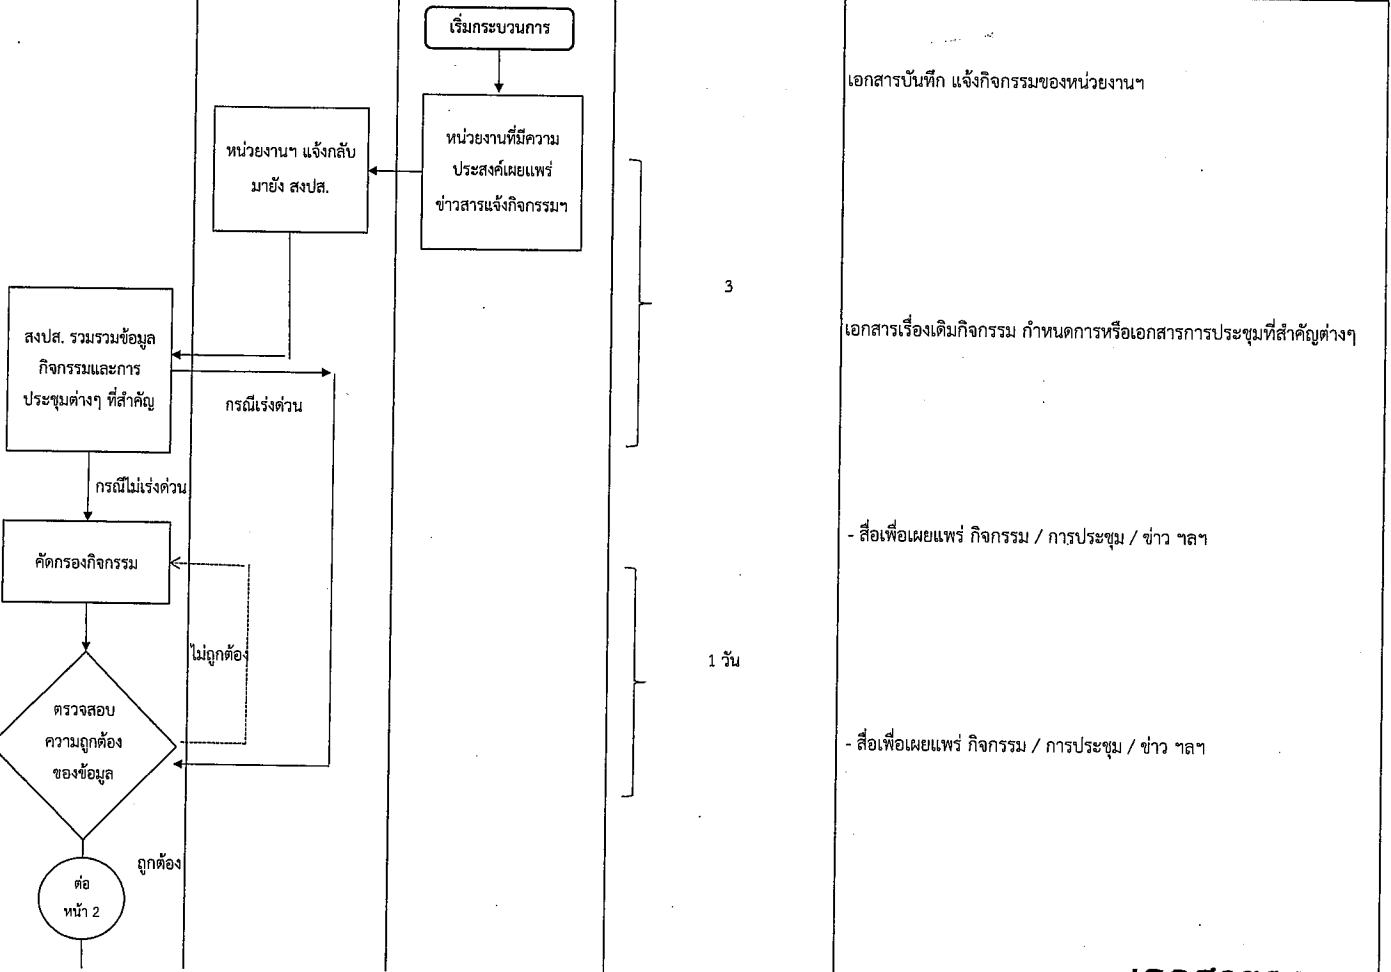 เริ่มกระบวนการ
เอกสารบันทึก แจ้งกิจกรรมของหน่วยงานฯ
หน่วยงานที่มีความ
ประสงค์เผยแพร่
ข่าวสารแจ้งกิจกรรมฯ
หน่วยงานฯ แจ้งกลับ
มายัง สงปส.
3
สงปส. รวมรวมข้อมูล
กิจกรรมและการ
ประชุมต่างๆ ที่สำคัญ
เอกสารเรื่องเดิมกิจกรรม กำหนดการหรือเอกสารการประชุมที่สำคัญต่างๆ
กรณีเร่งด่วน
กรณีไม่เร่งด่วน
คัดกรองกิจกรรม
- สื่อเพื่อเผยแพร่ กิจกรรม / การประชุม / ข่าว ฯลฯ
ไม่ถูกต้อง
1 วัน
ตรวจสอบ
ความถูกต้อง
ของข้อมูล
- สื่อเพื่อเผยแพร่ กิจกรรม / การประชุม / ข่าว ฯลฯ
ถูกต้อง
ต่อ
หน้า 2